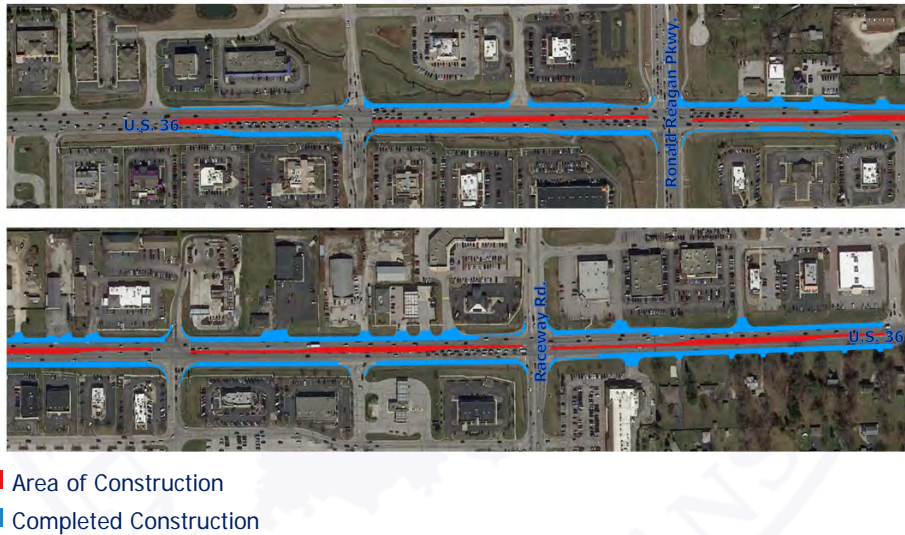 U.S. 36
Ronald Reagan Pkwy.
Raceway Rd.
U.S. 36
Area of Construction
Completed Construction